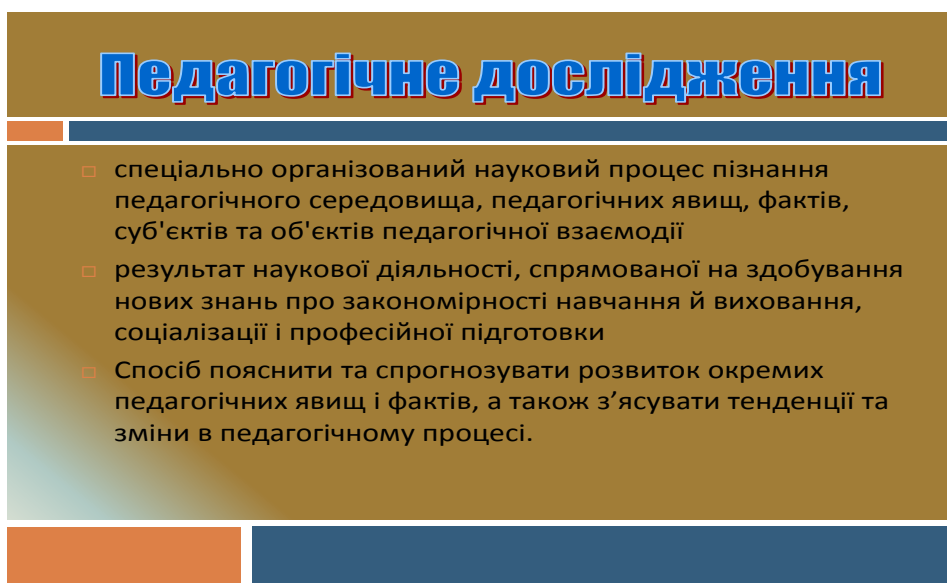 Педагогічне дослідження
спеціально організований науковий процес пізнання
педагогічного середовища, педагогічних явищ, фактів,
суб'єктів та об'єктів педагогічної взаємодії
результат наукової діяльності, спрямованої на здобування
нових знань про закономірності навчання й виховання,
соціалізації і професійної підготовки
Спосіб пояснити та спрогнозувати розвиток окремих
педагогічних явищ і фактів, а також з’ясувати тенденції та
зміни в педагогічному процесі.